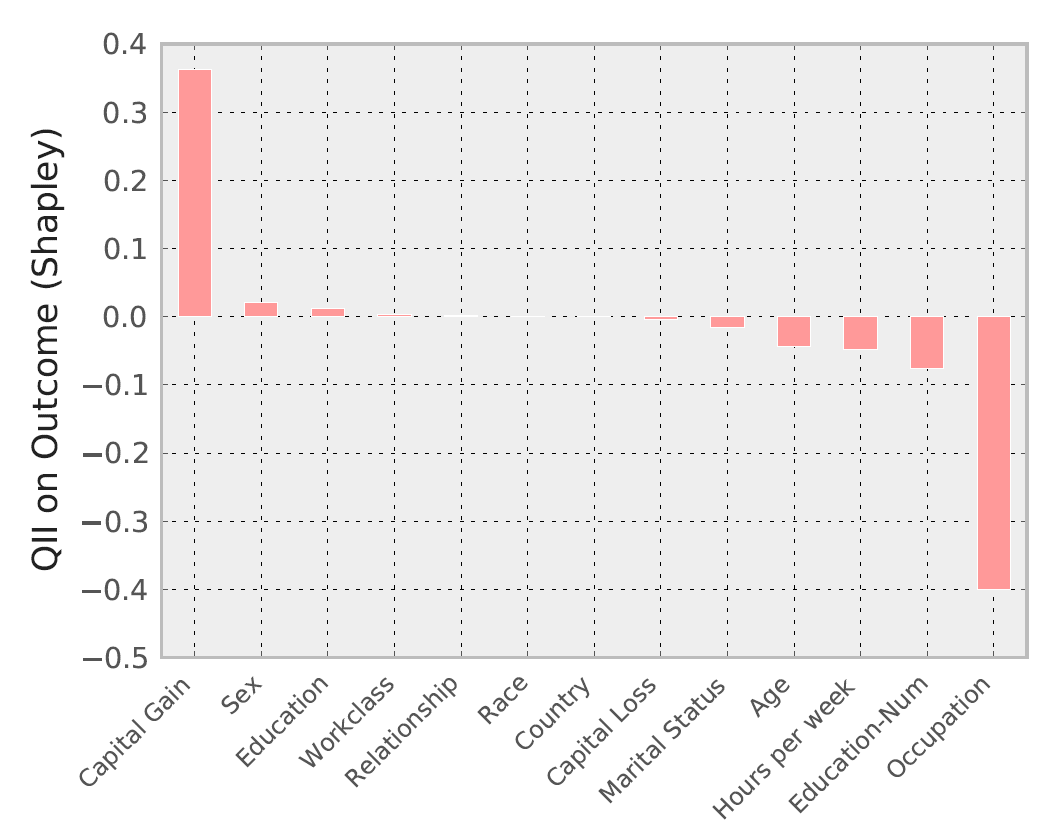 QII on Outcome (Shapley)
0.4
0.3
0.2
0.1
0.0
−0.1
−0.2
−0.3
−0.4
−0.5
Capital Gain
Sex
Education
Workclass
Relationship
Race
Country
Capital Loss
Marital Status
Age
Hours per week
Education-Num
Occupation